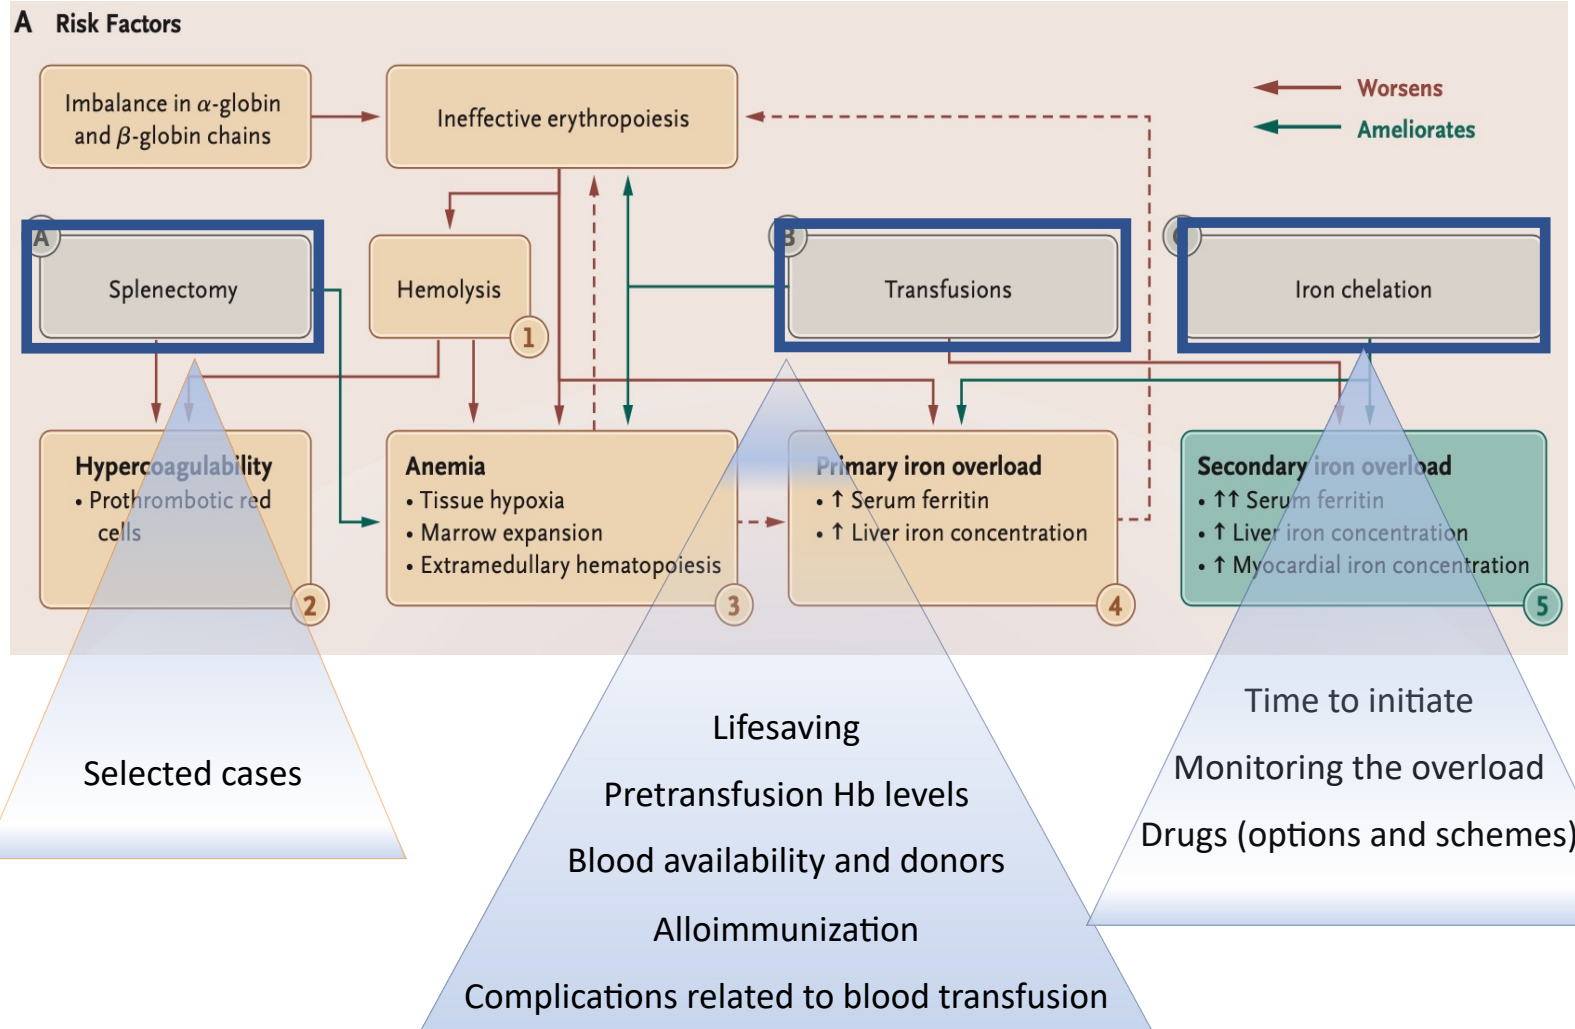 A Risk Factors
Imbalance in α-globin
and β-globin chains
Ineffective erythropoiesis
Worsens
Ameliorates
A
Splenectomy
Hemolysis
1
B
Transfusions
C
Iron chelation
Hypercoagulability
• Prothrombotic red
cells
2
Anemia
• Tissue hypoxia
• Marrow expansion
• Extramedullary hematopoiesis
3
Primary iron overload
• ↑ Serum ferritin
• ↑ Liver iron concentration
4
Secondary iron overload
• ↑↑ Serum ferritin
• ↑ Liver iron concentration
• ↑ Myocardial iron concentration
5
Selected cases
Lifesaving
Pretransfusion Hb levels
Blood availability and donors
Alloimmunization
Complications related to blood transfusion
Time to initiate
Monitoring the overload
Drugs (options and schemes)